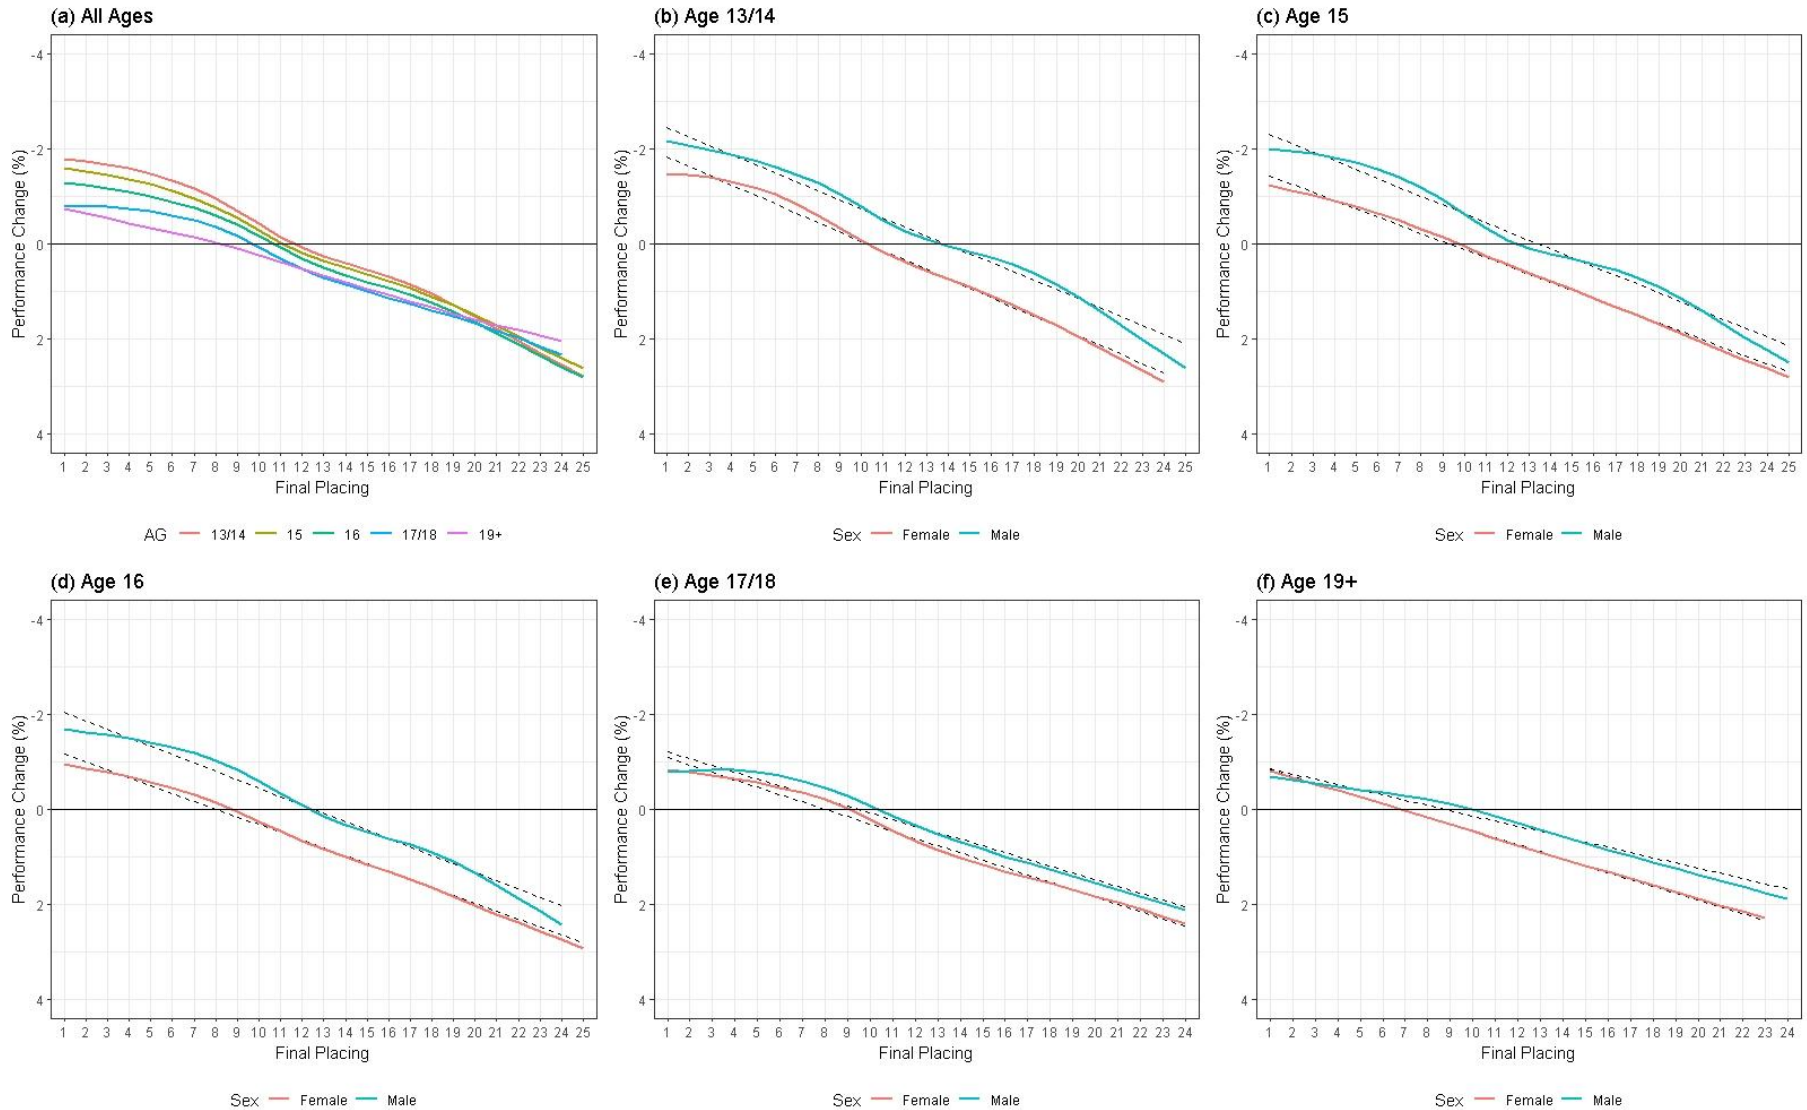 (a) All Ages
-4
-2
0
2
4
Performance Change (%)
1 2 3 4 5 6 7 8 9 10 11 12 13 14 15 16 17 18 19 20 21 22 23 24 25
Final Placing
AG 13/14 15 16 17/18 19+
(b) Age 13/14
-4
-2
0
2
4
Performance Change (%)
1 2 3 4 5 6 7 8 9 10 11 12 13 14 15 16 17 18 19 20 21 22 23 24 25
Final Placing
Sex Female Male
(c) Age 15
-4
-2
0
2
4
Performance Change (%)
1 2 3 4 5 6 7 8 9 10 11 12 13 14 15 16 17 18 19 20 21 22 23 24 25
Final Placing
Sex Female Male
(d) Age 16
-4
-2
0
2
4
Performance Change (%)
1 2 3 4 5 6 7 8 9 10 11 12 13 14 15 16 17 18 19 20 21 22 23 24 25
Final Placing
Sex Female Male
(e) Age 17/18
-4
-2
0
2
4
Performance Change (%)
1 2 3 4 5 6 7 8 9 10 11 12 13 14 15 16 17 18 19 20 21 22 23 24
Final Placing
Sex Female Male
(f) Age 19+
-4
-2
0
2
4
Performance Change (%)
1 2 3 4 5 6 7 8 9 10 11 12 13 14 15 16 17 18 19 20 21 22 23 24
Final Placing
Sex Female Male